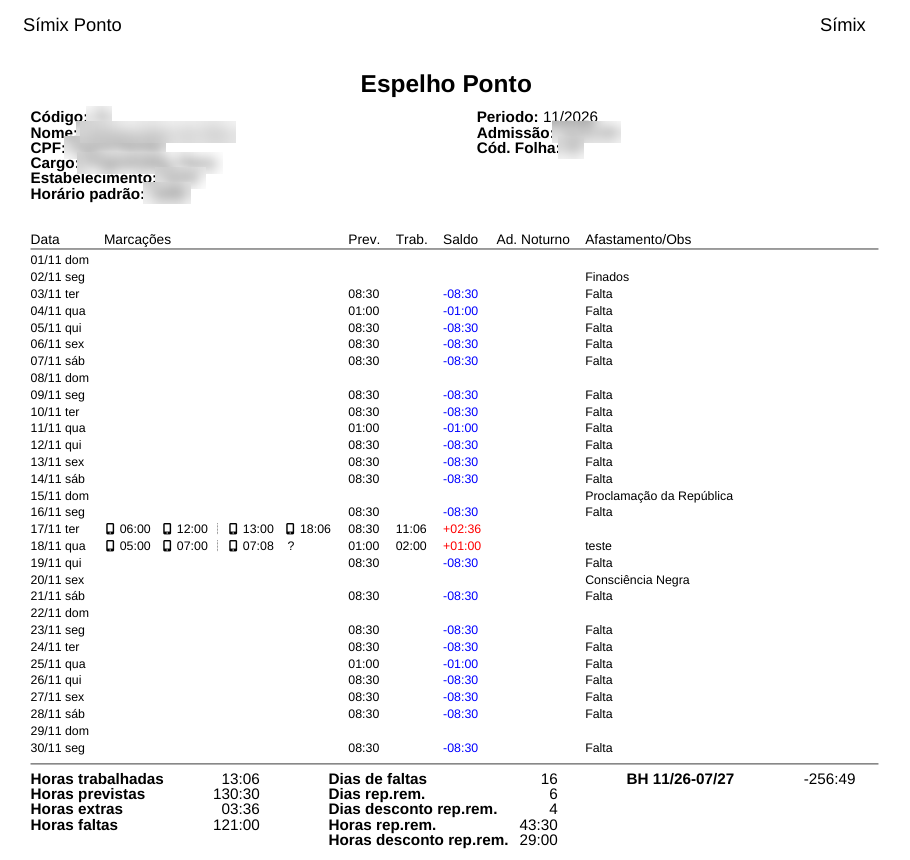 Símix Ponto Símix
Espelho Ponto
Código: Periodo: 11/2026
Nome: Admissão:
CPF: Cód. Folha:
Cargo:
Estabelecimento:
Horário padrão:
Data Marcações Prev. Trab. Saldo Ad. Noturno Afastamento/Obs
01/11 dom
02/11 seg Finados
03/11 ter 08:30 -08:30 Falta
04/11 qua 01:00 -01:00 Falta
05/11 qui 08:30 -08:30 Falta
06/11 sex 08:30 -08:30 Falta
07/11 sáb 08:30 -08:30 Falta
08/11 dom
09/11 seg 08:30 -08:30 Falta
10/11 ter 08:30 -08:30 Falta
11/11 qua 01:00 -01:00 Falta
12/11 qui 08:30 -08:30 Falta
13/11 sex 08:30 -08:30 Falta
14/11 sáb 08:30 -08:30 Falta
15/11 dom Proclamação da República
16/11 seg 08:30 -08:30 Falta
17/11 ter 06:00 12:00 13:00 18:06 08:30 11:06 +02:36
18/11 qua 05:00 07:00 07:08 ? 01:00 02:00 +01:00 teste
19/11 qui 08:30 -08:30 Falta
20/11 sex Consciência Negra
21/11 sáb 08:30 -08:30 Falta
22/11 dom
23/11 seg 08:30 -08:30 Falta
24/11 ter 08:30 -08:30 Falta
25/11 qua 01:00 -01:00 Falta
26/11 qui 08:30 -08:30 Falta
27/11 sex 08:30 -08:30 Falta
28/11 sáb 08:30 -08:30 Falta
29/11 dom
30/11 seg 08:30 -08:30 Falta
Horas trabalhadas 13:06 Dias de faltas 16 BH 11/26-07/27 -256:49
Horas previstas 130:30 Dias rep.rem. 6
Horas extras 03:36 Dias desconto rep.rem. 4
Horas faltas 121:00 Horas rep.rem. 43:30
Horas desconto rep.rem. 29:00